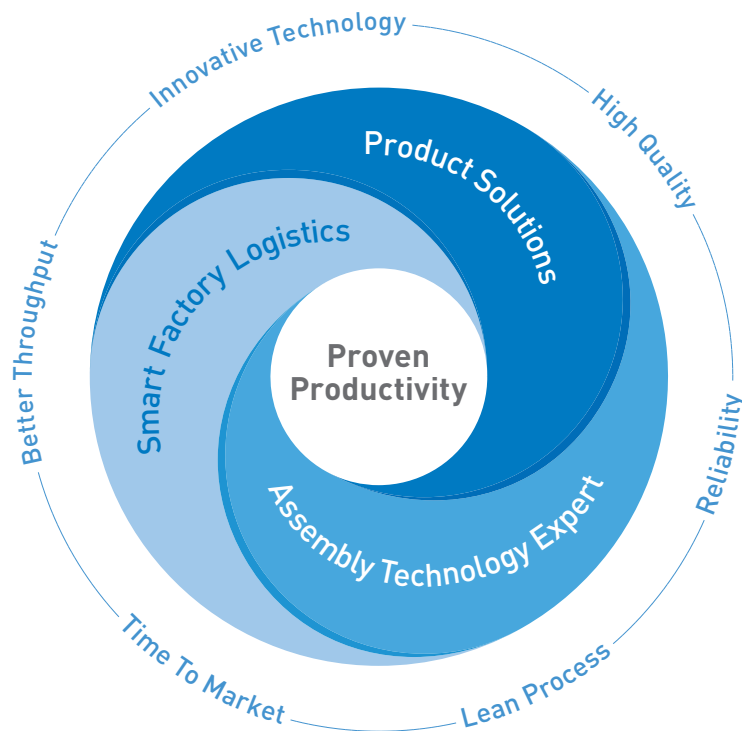 Innovative Technology
High Quality
Reliability
Lean Process
Time To Market
Better Throughput
Product Solutions
Assembly Technology Expert
Smart Factory Logistics
Proven
Productivity